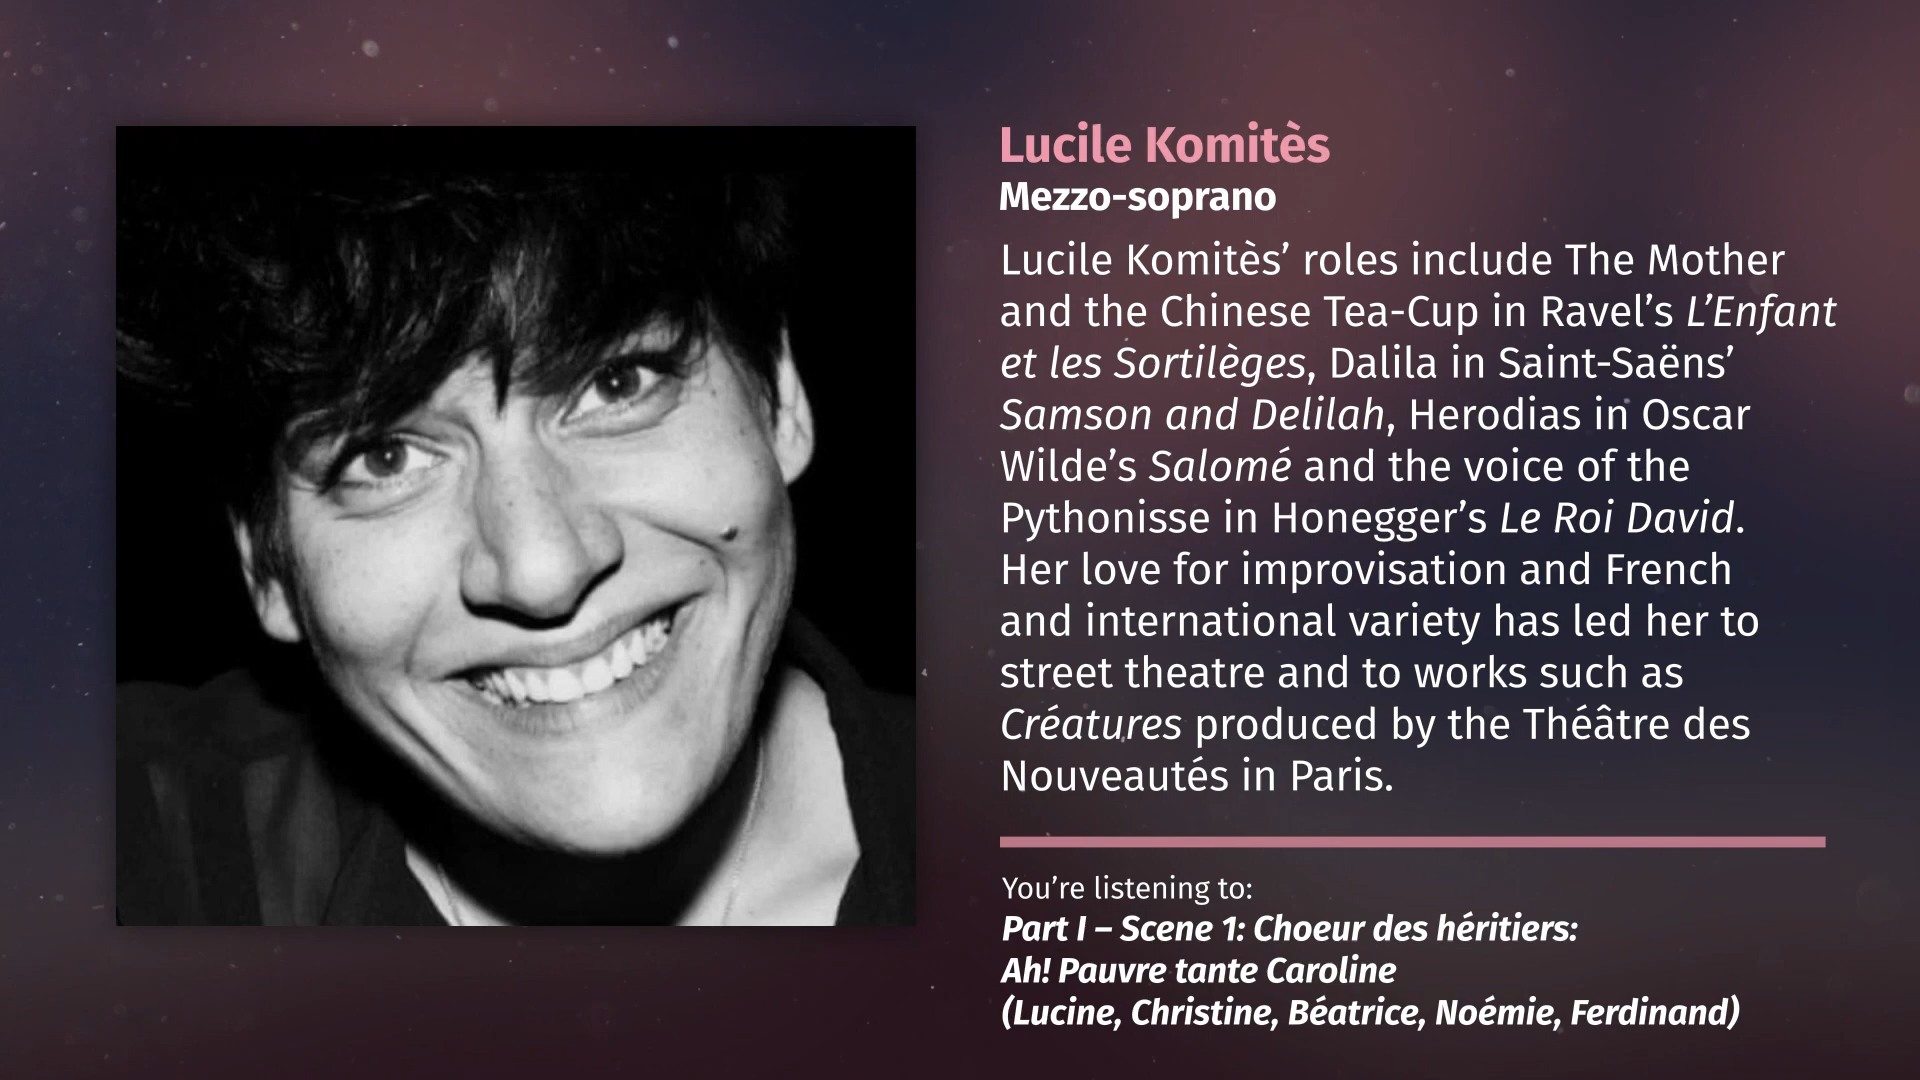 Lucile Komitès
Mezzo-soprano
Lucile Komitès’ roles include The Mother
and the Chinese Tea-Cup in Ravel’s L’Enfant
et les Sortilèges, Dalila in Saint-Saëns’
Samson and Delilah, Herodias in Oscar
Wilde’s Salomé and the voice of the
Pythonisse in Honegger’s Le Roi David.
Her love for improvisation and French
and international variety has led her to
street theatre and to works such as
Créatures produced by the Théâtre des
Nouveautés in Paris.
You’re listening to:
Part I – Scene 1: Choeur des héritiers:
Ah! Pauvre tante Caroline
(Lucine, Christine, Béatrice, Noémie, Ferdinand)